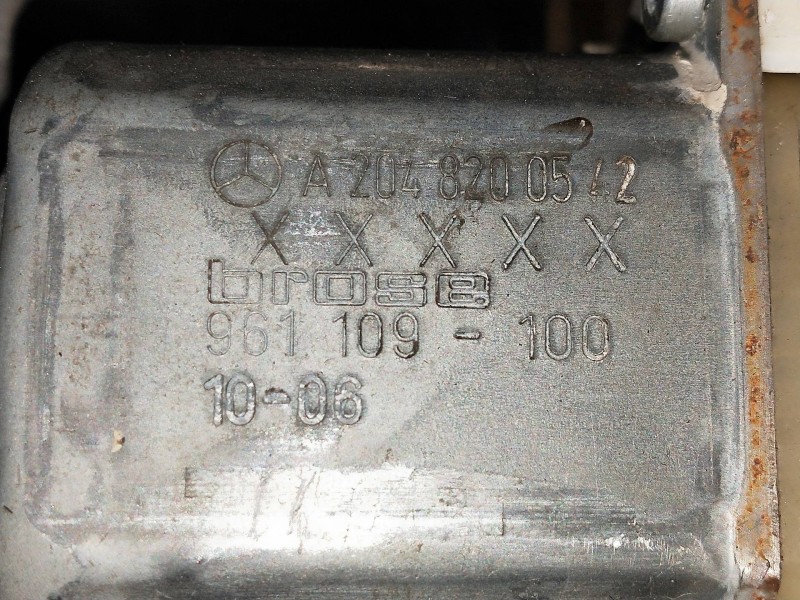 A 204 820 05 42
X X X X X
brose
961 109 - 100
10-06